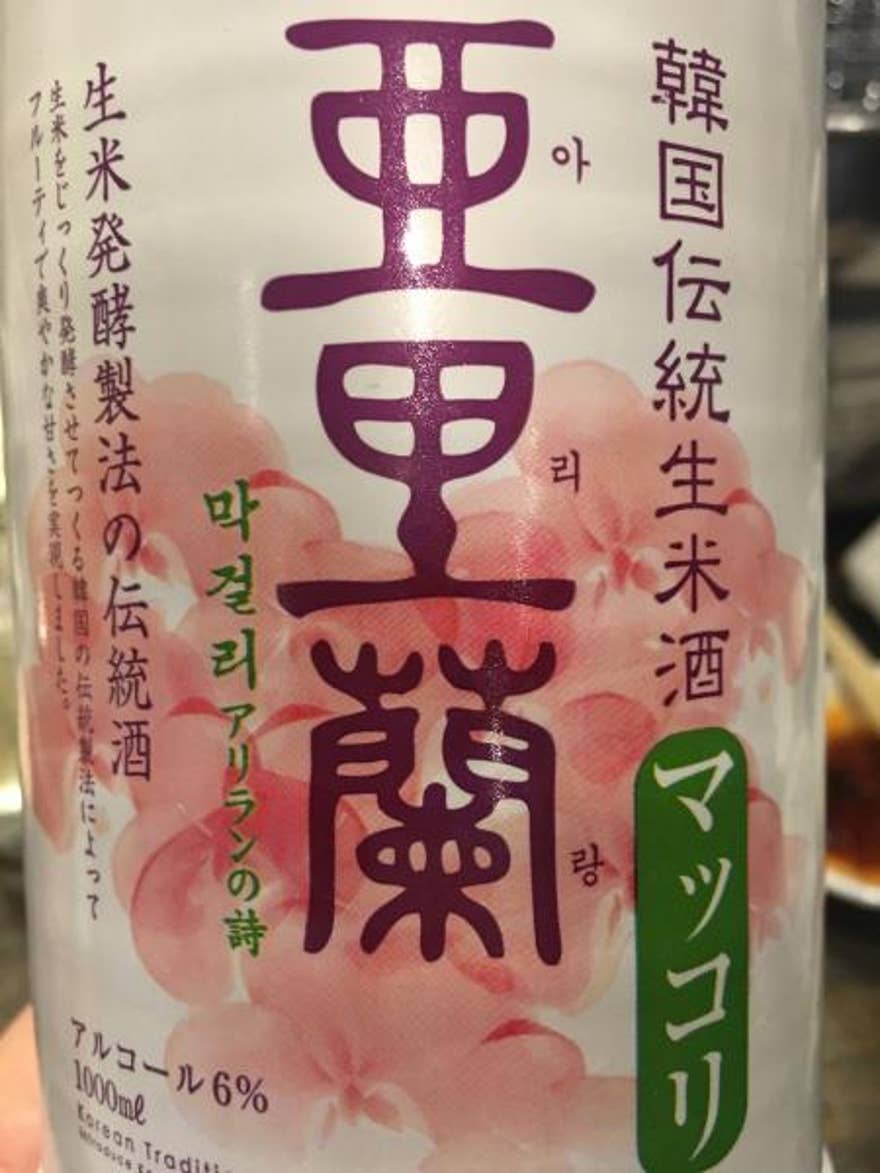 韓国伝統生米酒
マッコリ
亜里蘭
아리랑
막걸리アリランの詩
生米発酵製法の伝統酒
生米をじっくり発酵させてつくる韓国の伝統製法によって
フルーティで爽やかな甘さを実現しました。
アルコール6%
1000mℓ
Korean Traditi